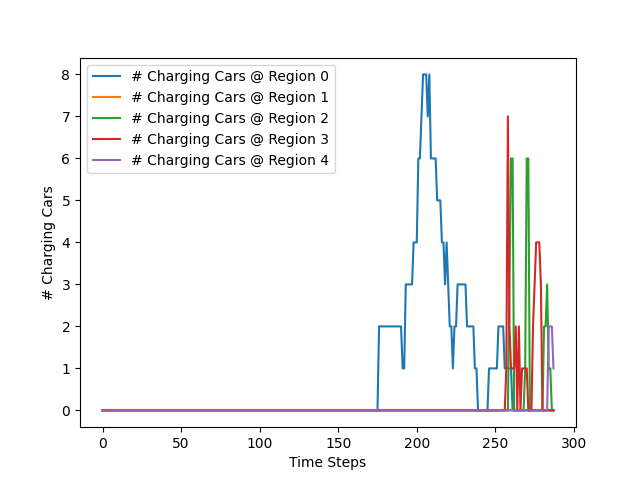 # Charging Cars @ Region 0
# Charging Cars @ Region 1
# Charging Cars @ Region 2
# Charging Cars @ Region 3
# Charging Cars @ Region 4
8
7
6
5
4
3
2
1
0
# Charging Cars
0 50 100 150 200 250 300
Time Steps